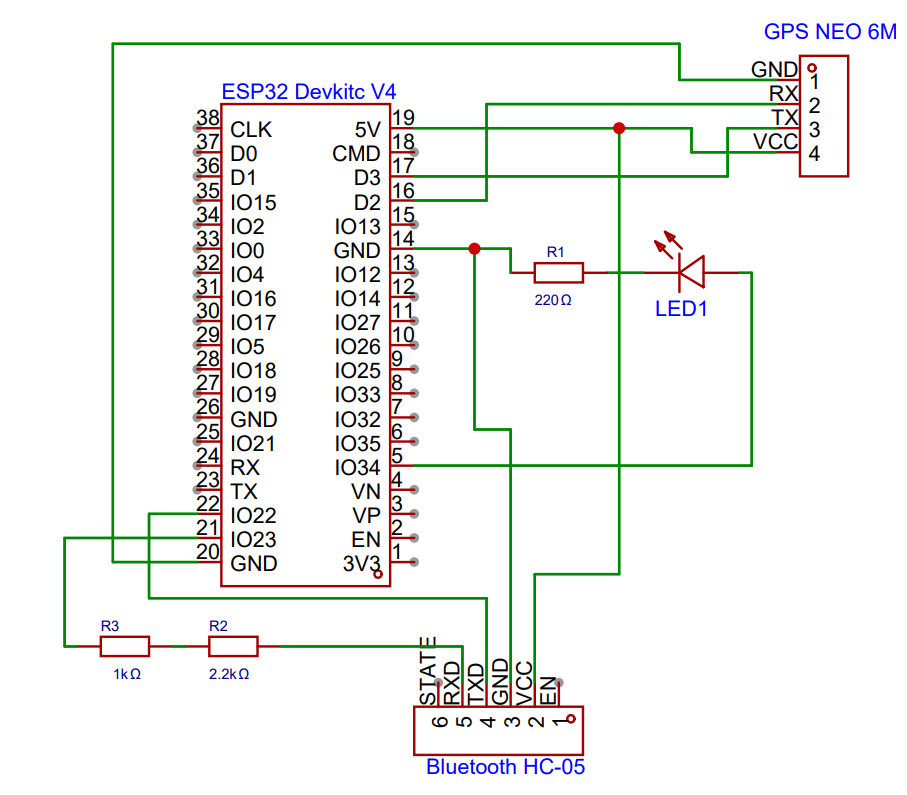 GPS NEO 6M
GND 1
RX 2
TX 3
VCC 4
ESP32 Devkitc V4
38 CLK 5V 19
37 D0 CMD 18
36 D1 D3 17
35 IO15 D2 16
34 IO2 IO13 15
33 IO0 GND 14
32 IO4 IO12 13
31 IO16 IO14 12
30 IO17 IO27 11
29 IO5 IO26 10
28 IO18 IO25 9
27 IO19 IO33 8
26 GND IO32 7
25 IO21 IO35 6
24 RX IO34 5
23 TX VN 4
22 IO22 VP 3
21 IO23 EN 2
20 GND 3V3 1
R1
220Ω
LED1
R3
1kΩ
R2
2.2kΩ
STATE RXD TXD GND VCC EN
6 5 4 3 2 1
Bluetooth HC-05